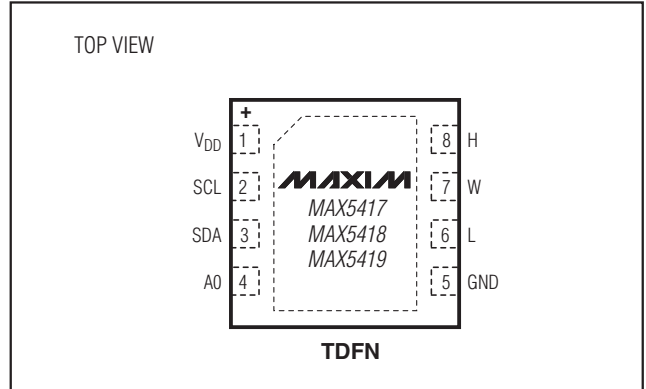 TOP VIEW
+
VDD 1
SCL 2
SDA 3
A0 4
MAXIM
MAX5417
MAX5418
MAX5419
8 H
7 W
6 L
5 GND
TDFN